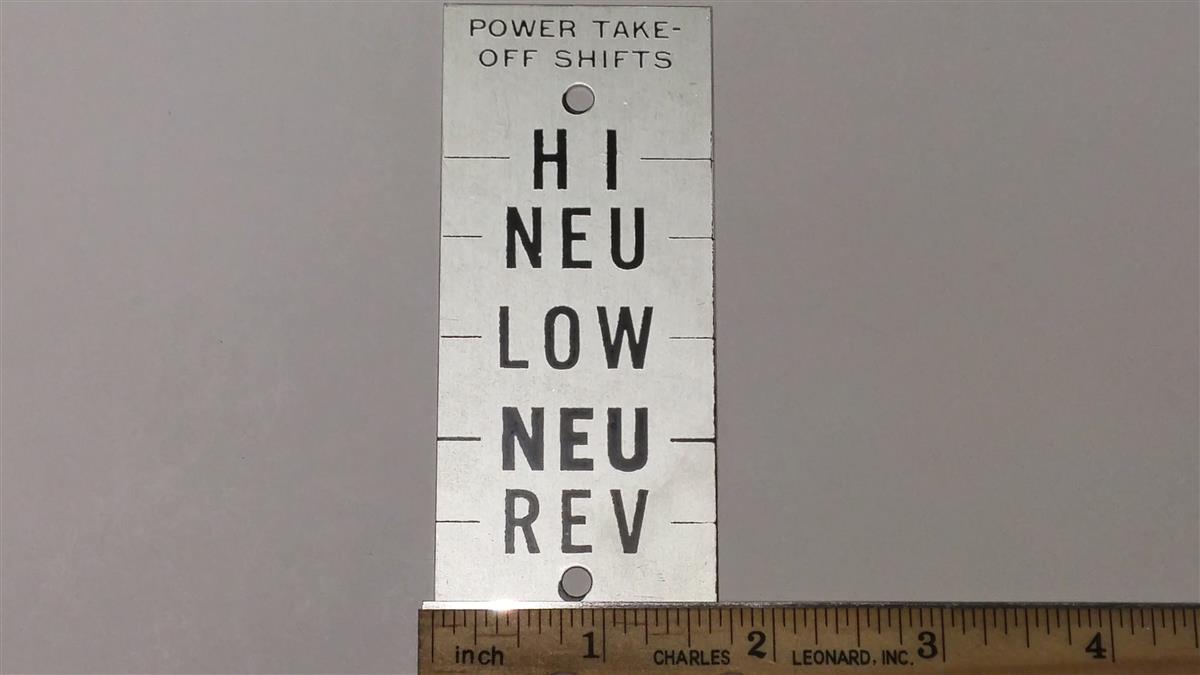 POWER TAKE-
OFF SHIFTS
HI
NEU
LOW
NEU
REV
inch 1 CHARLES 2 LEONARD, INC. 3 4